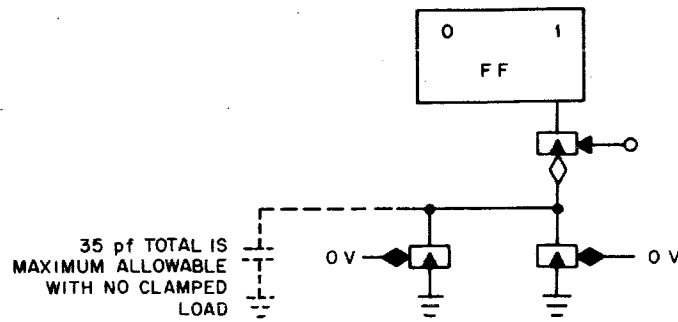 0 1
FF
35 pf TOTAL IS
MAXIMUM ALLOWABLE
WITH NO CLAMPED
LOAD
0 V
0 V